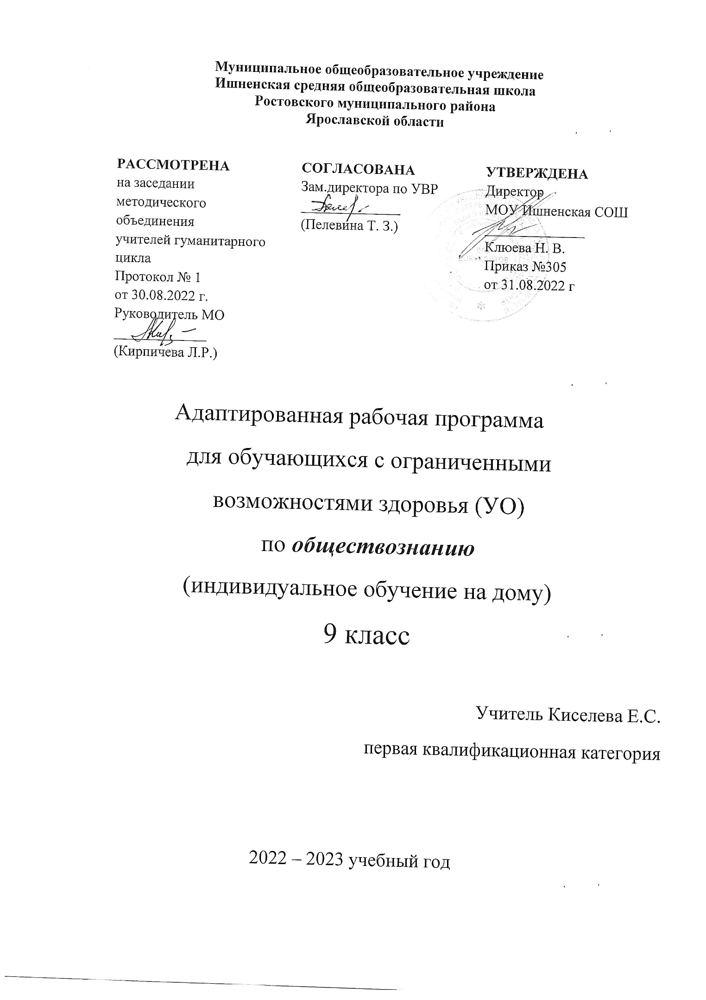 Муниципальное общеобразовательное учреждение
Ишненская средняя общеобразовательная школа
Ростовского муниципального района
Ярославской области
РАССМОТРЕНА
на заседании
методического
объединения
учителей гуманитарного
цикла
Протокол № 1
от 30.08.2022 г.
Руководитель МО
(Кирпичева Л.Р.)
СОГЛАСОВАНА
Зам.директора по УВР
(Пелевина Т. З.)
УТВЕРЖДЕНА
Директор
МОУ Ишненская СОШ
Клюева Н. В.
Приказ №305
от 31.08.2022 г
Адаптированная рабочая программа
для обучающихся с ограниченными
возможностями здоровья (УО)
по обществознанию
(индивидуальное обучение на дому)
9 класс
Учитель Киселева Е.С.
первая квалификационная категория
2022 – 2023 учебный год